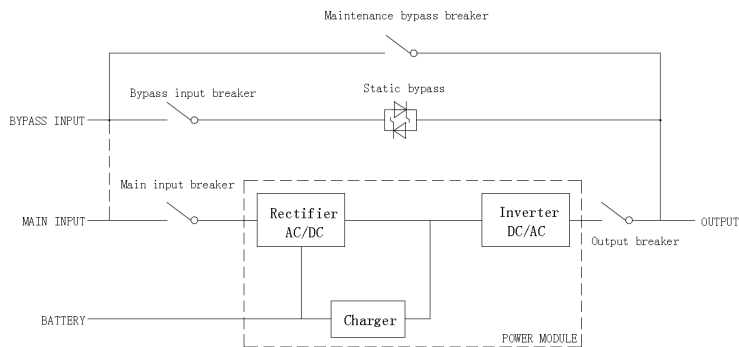 Maintenance bypass breaker
Bypass input breaker
Static bypass
BYPASS INPUT
Main input breaker
Rectifier
AC/DC
Inverter
DC/AC
MAIN INPUT
OUTPUT
Output breaker
BATTERY
Charger
POWER MODULE